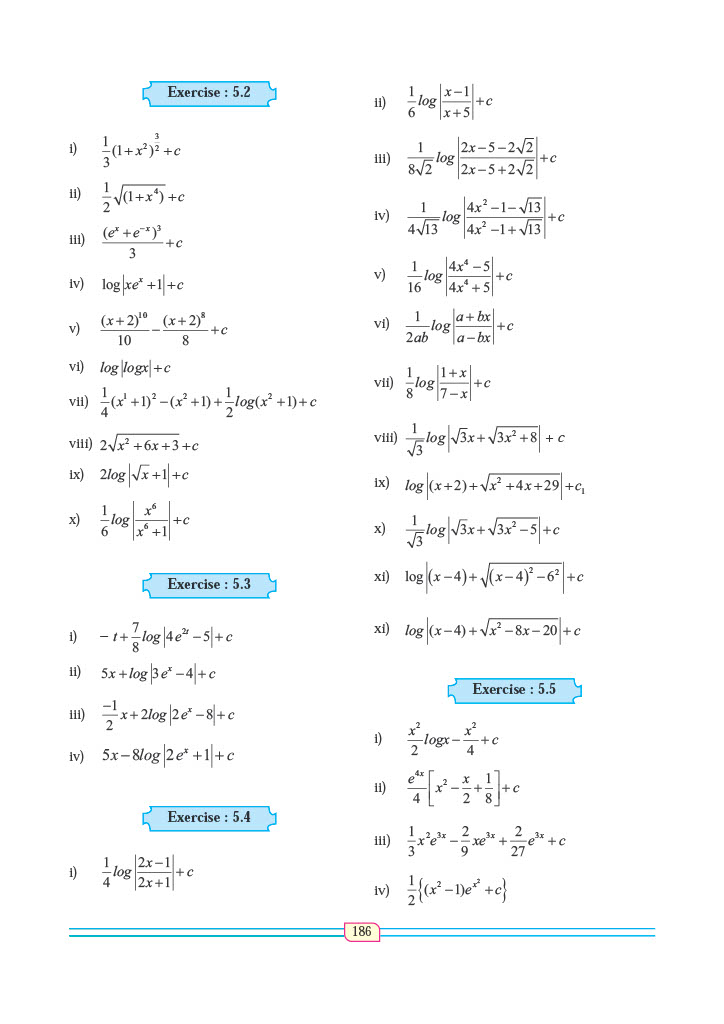 Exercise : 5.2
i) \frac{1}{3}(1+x^2)^{\frac{3}{2}}+c
ii) \frac{1}{2}\sqrt{(1+x^4)}+c
iii) \frac{(e^x+e^{-x})^3}{3}+c
iv) \log|xe^x+1|+c
v) \frac{(x+2)^{10}}{10}-\frac{(x+2)^8}{8}+c
vi) log|logx|+c
vii) \frac{1}{4}(x^1+1)^2-(x^2+1)+\frac{1}{2}log(x^2+1)+c
viii) 2\sqrt{x^2+6x+3}+c
ix) 2log|\sqrt{x}+1|+c
x) \frac{1}{6}log\left|\frac{x^6}{x^6+1}\right|+c
Exercise : 5.3
i) -t+\frac{7}{8}log|4e^{2t}-5|+c
ii) 5x+log|3e^x-4|+c
iii) \frac{-1}{2}x+2log|2e^x-8|+c
iv) 5x-8log|2e^x+1|+c
Exercise : 5.4
i) \frac{1}{4}log\left|\frac{2x-1}{2x+1}\right|+c
ii) \frac{1}{6}log\left|\frac{x-1}{x+5}\right|+c
iii) \frac{1}{8\sqrt{2}}log\left|\frac{2x-5-2\sqrt{2}}{2x-5+2\sqrt{2}}\right|+c
iv) \frac{1}{4\sqrt{13}}log\left|\frac{4x^2-1-\sqrt{13}}{4x^2-1+\sqrt{13}}\right|+c
v) \frac{1}{16}log\left|\frac{4x^4-5}{4x^4+5}\right|+c
vi) \frac{1}{2ab}log\left|\frac{a+bx}{a-bx}\right|+c
vii) \frac{1}{8}log\left|\frac{1+x}{7-x}\right|+c
viii) \frac{1}{\sqrt{3}}log|\sqrt{3}x+\sqrt{3x^2+8}|+c
ix) log|(x+2)+\sqrt{x^2+4x+29}|+c_1
x) \frac{1}{\sqrt{3}}log|\sqrt{3}x+\sqrt{3x^2-5}|+c
xi) \log|(x-4)+\sqrt{(x-4)^2-6^2}|+c
xi) log|(x-4)+\sqrt{x^2-8x-20}|+c
Exercise : 5.5
i) \frac{x^2}{2}logx-\frac{x^2}{4}+c
ii) \frac{e^{4x}}{4}\left[x^2-\frac{x}{2}+\frac{1}{8}\right]+c
iii) \frac{1}{3}x^2e^{3x}-\frac{2}{9}xe^{3x}+\frac{2}{27}e^{3x}+c
iv) \frac{1}{2}\{(x^2-1)e^{x^2}+c\}
186